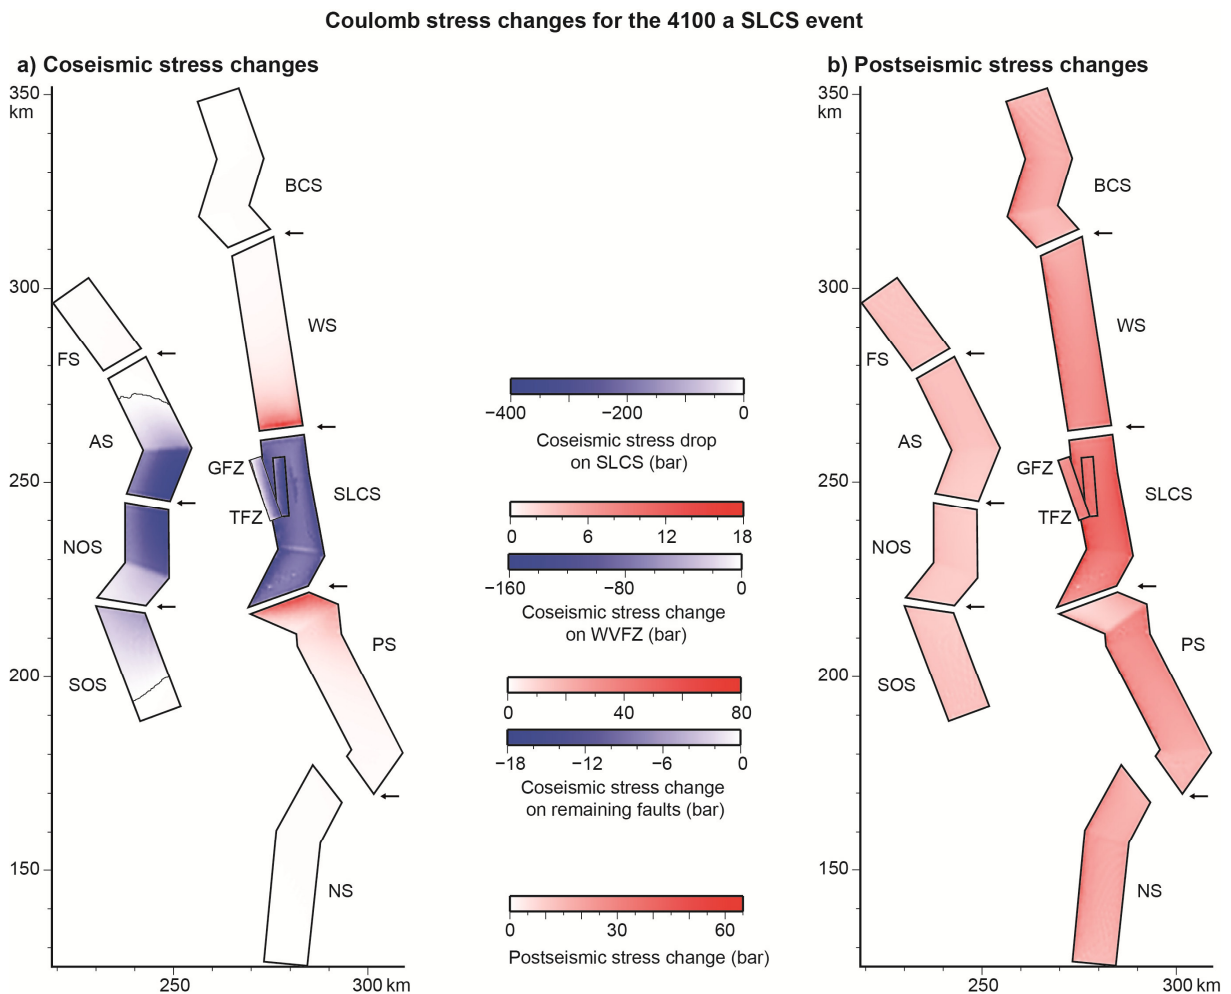 Coulomb stress changes for the 4100 a SLCS event
a) Coseismic stress changes
350
km
300
250
200
150
250
300 km
BCS
WS
FS
AS
GFZ
TFZ
SLCS
NOS
PS
SOS
NS
−400 −200 0
Coseismic stress drop
on SLCS (bar)
0 6 12 18
−160 −80 0
Coseismic stress change
on WVFZ (bar)
0 40 80
−18 −12 −6 0
Coseismic stress change
on remaining faults (bar)
0 30 60
Postseismic stress change (bar)
b) Postseismic stress changes
350
km
300
250
200
150
250
300 km
BCS
WS
FS
AS
GFZ
TFZ
SLCS
NOS
PS
SOS
NS